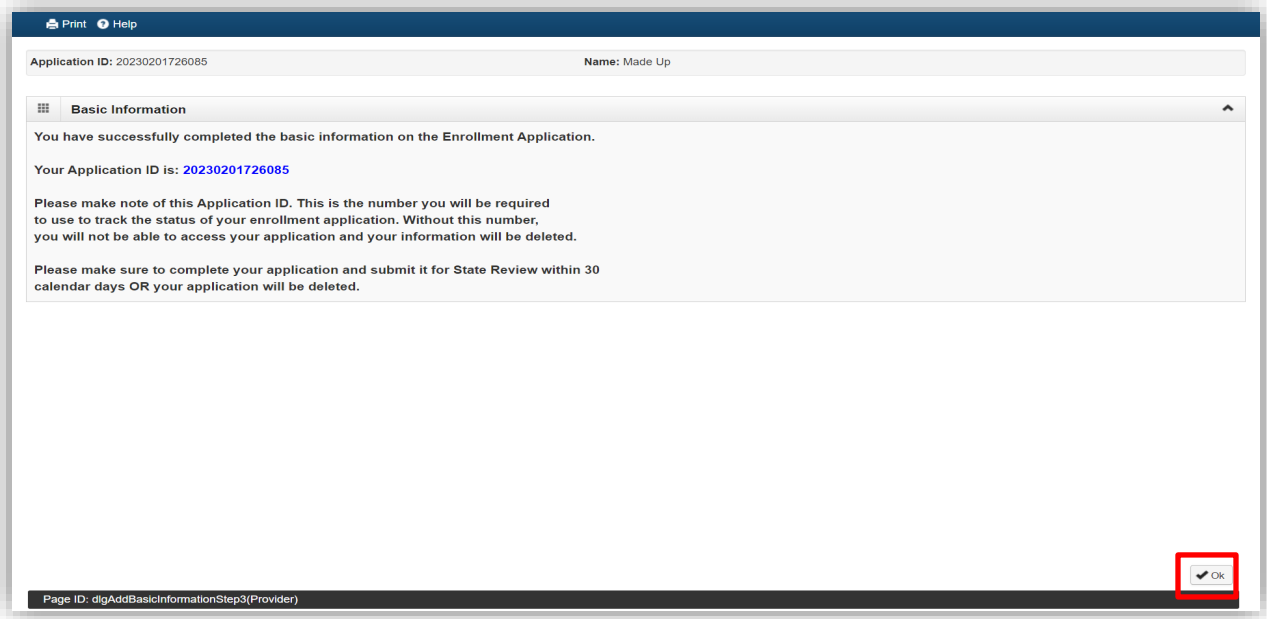 Print Help
Application ID: 20230201726085 Name: Made Up
Basic Information
You have successfully completed the basic information on the Enrollment Application.
Your Application ID is: 20230201726085
Please make note of this Application ID. This is the number you will be required
to use to track the status of your enrollment application. Without this number,
you will not be able to access your application and your information will be deleted.
Please make sure to complete your application and submit it for State Review within 30
calendar days OR your application will be deleted.
Ok
Page ID: dlgAddBasicInformationStep3(Provider)